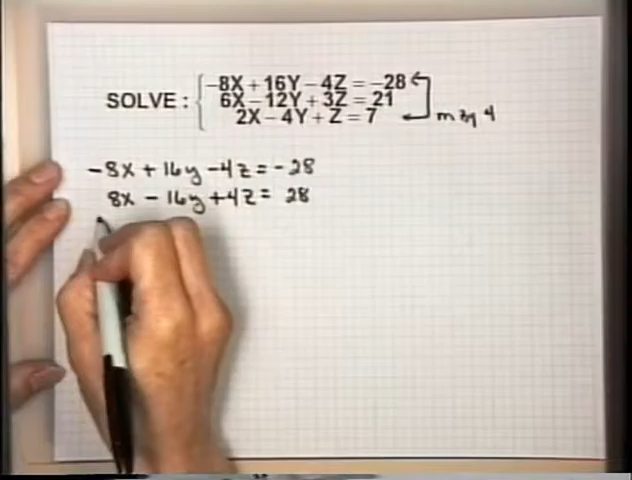 SOLVE : -8X + 16Y - 4Z = -28
6X - 12Y + 3Z = 21
2X - 4Y + Z = 7 m by 4
-8x + 16y - 4z = -28
8x - 16y + 4z = 28